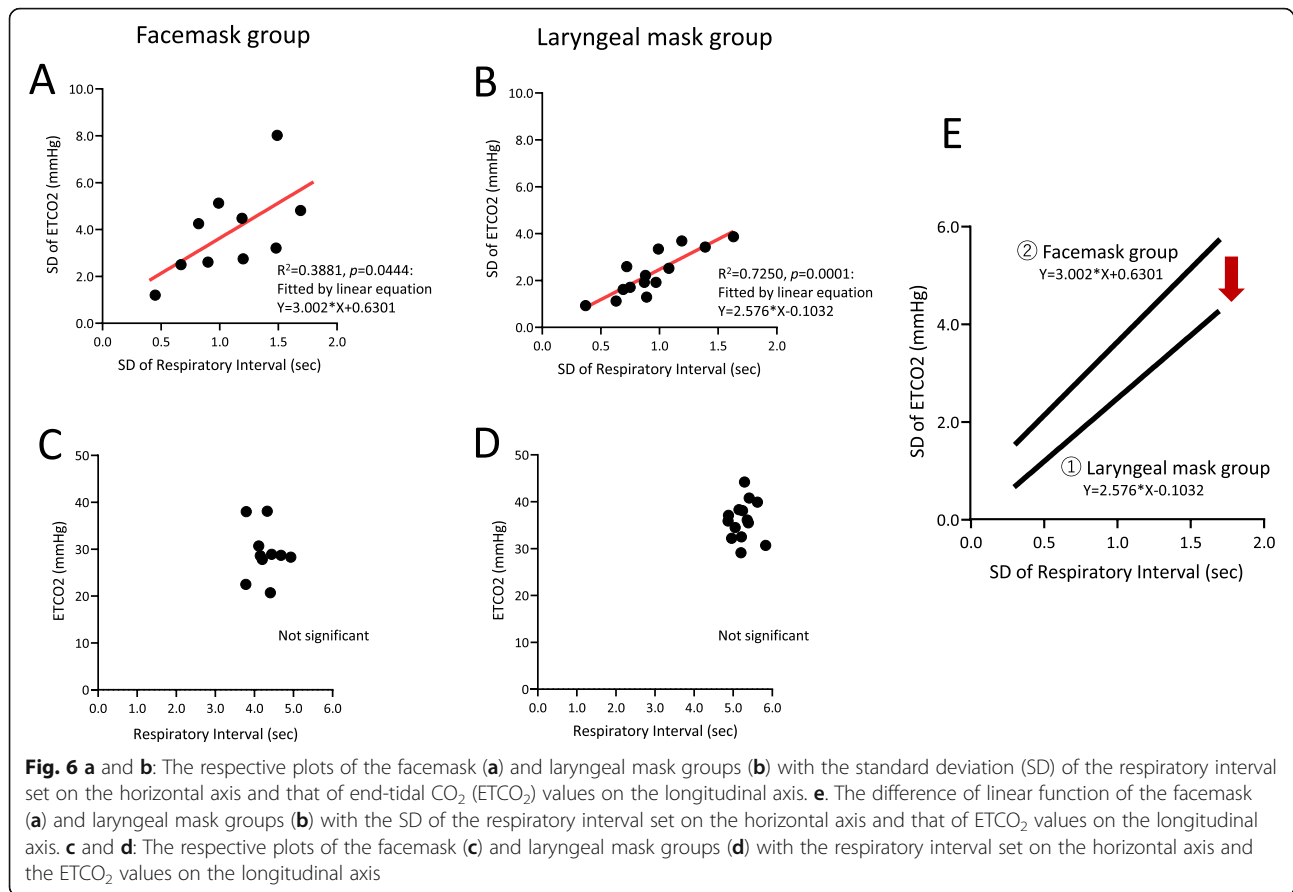 Facemask group
Laryngeal mask group
A
10.0
8.0
6.0
4.0
2.0
0.0
SD of ETCO2 (mmHg)
R²=0.3881, p=0.0444:
Fitted by linear equation
Y=3.002*X+0.6301
0.0 0.5 1.0 1.5 2.0
SD of Respiratory Interval (sec)
B
10.0
8.0
6.0
4.0
2.0
0.0
SD of ETCO2 (mmHg)
R²=0.7250, p=0.0001:
Fitted by linear equation
Y=2.576*X-0.1032
0.0 0.5 1.0 1.5 2.0
SD of Respiratory Interval (sec)
E
6.0
4.0
2.0
0.0
SD of ETCO2 (mmHg)
② Facemask group
Y=3.002*X+0.6301
① Laryngeal mask group
Y=2.576*X-0.1032
0.0 0.5 1.0 1.5 2.0
SD of Respiratory Interval (sec)
C
50
40
30
20
10
0
ETCO2 (mmHg)
Not significant
0.0 1.0 2.0 3.0 4.0 5.0 6.0
Respiratory Interval (sec)
D
50
40
30
20
10
0
ETCO2 (mmHg)
Not significant
0.0 1.0 2.0 3.0 4.0 5.0 6.0
Respiratory Interval (sec)
Fig. 6 a and b: The respective plots of the facemask (a) and laryngeal mask groups (b) with the standard deviation (SD) of the respiratory interval
set on the horizontal axis and that of end-tidal CO₂ (ETCO₂) values on the longitudinal axis. e. The difference of linear function of the facemask
(a) and laryngeal mask groups (b) with the SD of the respiratory interval set on the horizontal axis and that of ETCO₂ values on the longitudinal
axis. c and d: The respective plots of the facemask (c) and laryngeal mask groups (d) with the respiratory interval set on the horizontal axis and
the ETCO₂ values on the longitudinal axis